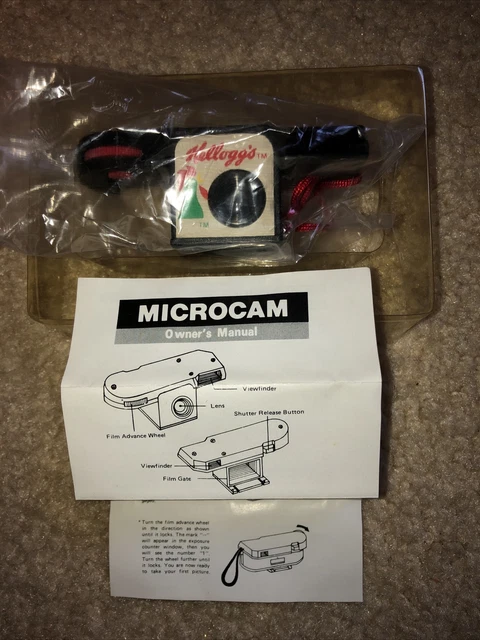 Kellogg's TM
TM
MICROCAM
Owner's Manual
Viewfinder
Lens
Shutter Release Button
Film Advance Wheel
Viewfinder
Film Gate
* Turn the film advance wheel
in the direction as shown
until it locks. The mark "–"
will appear in the exposure
counter window, then you
will see the number "1".
Turn the wheel further until
it locks. You are now ready
to take your first picture.